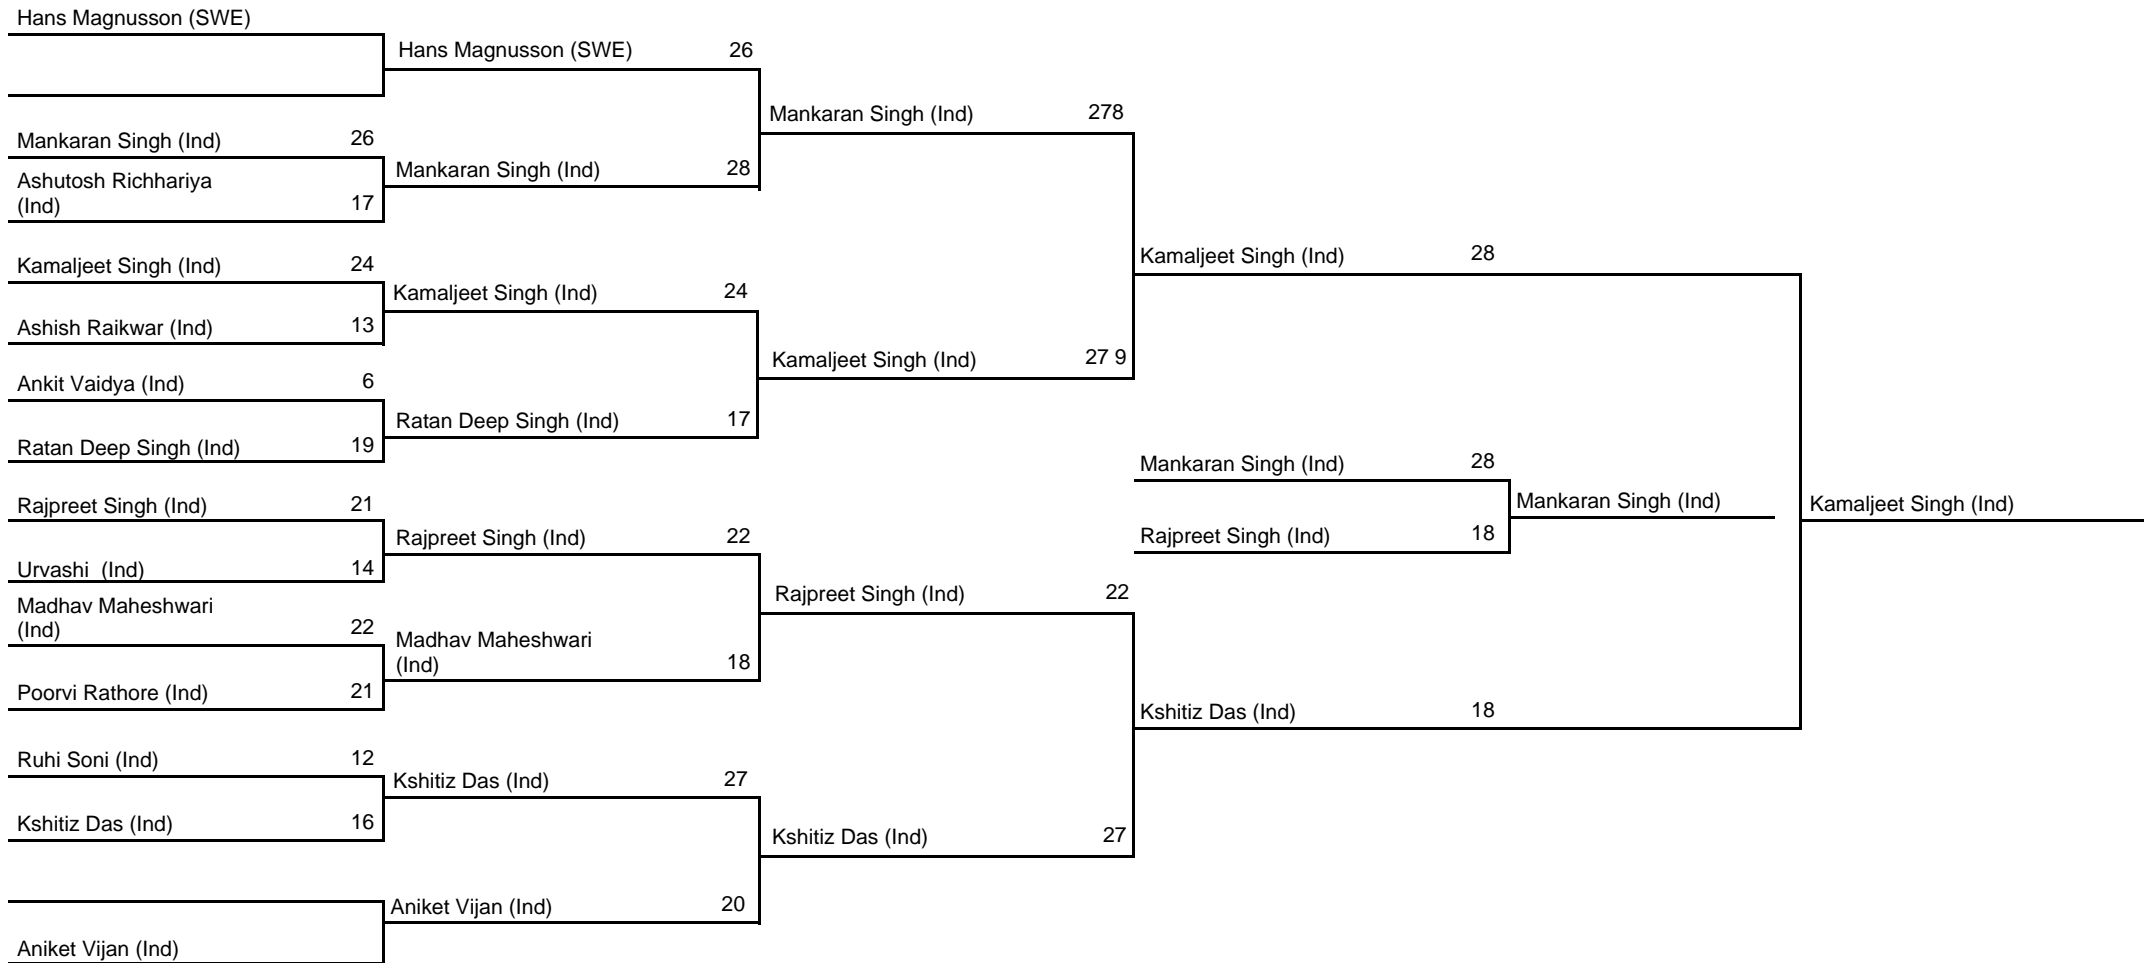 Hans Magnusson (SWE)
Mankaran Singh (Ind) 26
Ashutosh Richhariya
(Ind) 17
Kamaljeet Singh (Ind) 24
Ashish Raikwar (Ind) 13
Ankit Vaidya (Ind) 6
Ratan Deep Singh (Ind) 19
Rajpreet Singh (Ind) 21
Urvashi  (Ind) 14
Madhav Maheshwari
(Ind) 22
Poorvi Rathore (Ind) 21
Ruhi Soni (Ind) 12
Kshitiz Das (Ind) 16
Aniket Vijan (Ind)
Hans Magnusson (SWE) 26
Mankaran Singh (Ind) 28
Kamaljeet Singh (Ind) 24
Ratan Deep Singh (Ind) 17
Rajpreet Singh (Ind) 22
Madhav Maheshwari
(Ind) 18
Kshitiz Das (Ind) 27
Aniket Vijan (Ind) 20
Mankaran Singh (Ind) 278
Kamaljeet Singh (Ind) 27 9
Rajpreet Singh (Ind) 22
Kshitiz Das (Ind) 27
Kamaljeet Singh (Ind) 28
Mankaran Singh (Ind) 28
Rajpreet Singh (Ind) 18
Kshitiz Das (Ind) 18
Mankaran Singh (Ind)
Kamaljeet Singh (Ind)